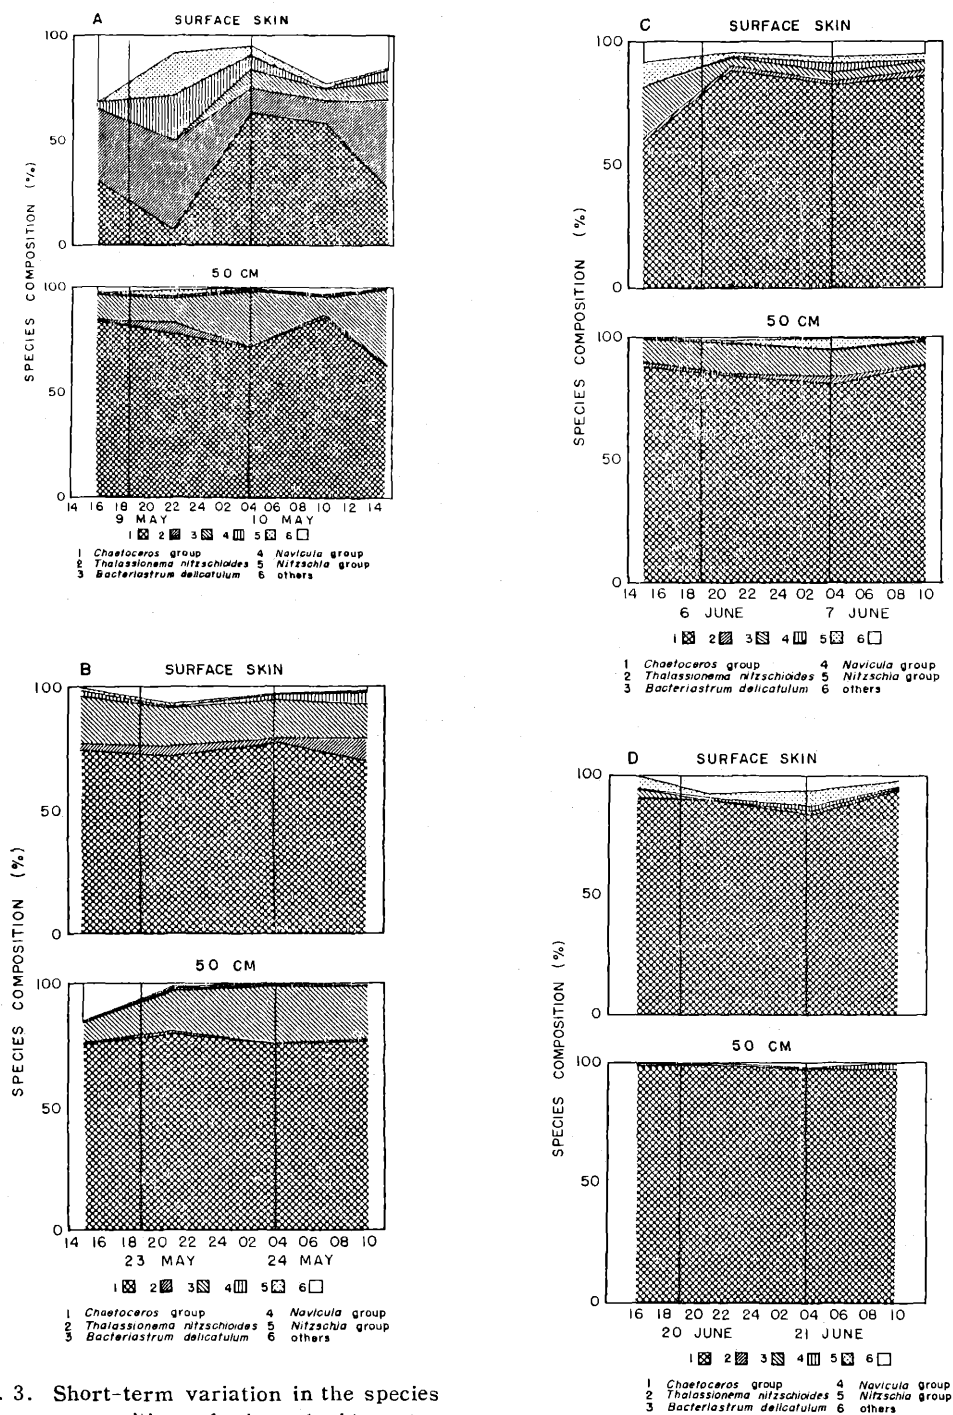 A
SURFACE SKIN
100
50
0
50 CM
100
50
0
SPECIES COMPOSITION (%)
14 16 18 20 22 24 02 04 06 08 10 12 14
9 MAY 10 MAY
1 2 3 4 5 6
1 Chaetoceros group 4 Navicula group
2 Thalassionema nitzschioides 5 Nitzschia group
3 Bacteriastrum delicatulum 6 others
B
SURFACE SKIN
100
50
0
50 CM
100
50
0
SPECIES COMPOSITION (%)
14 16 18 20 22 24 02 04 06 08 10
23 MAY 24 MAY
1 2 3 4 5 6
1 Chaetoceros group 4 Navicula group
2 Thalassionema nitzschioides 5 Nitzschia group
3 Bacteriastrum delicatulum 6 others
. 3. Short-term variation in the species
C
SURFACE SKIN
100
50
0
50 CM
100
50
0
SPECIES COMPOSITION (%)
14 16 18 20 22 24 02 04 06 08 10
6 JUNE 7 JUNE
1 2 3 4 5 6
1 Chaetoceros group 4 Navicula group
2 Thalassionema nitzschioides 5 Nitzschia group
3 Bacteriastrum delicatulum 6 others
D
SURFACE SKIN
100
50
0
50 CM
100
50
0
SPECIES COMPOSITION (%)
16 18 20 22 24 02 04 06 08 10
20 JUNE 21 JUNE
1 2 3 4 5 6
1 Chaetoceros group 4 Navicula group
2 Thalassionema nitzschioides 5 Nitzschia group
3 Bacteriastrum delicatulum 6 others